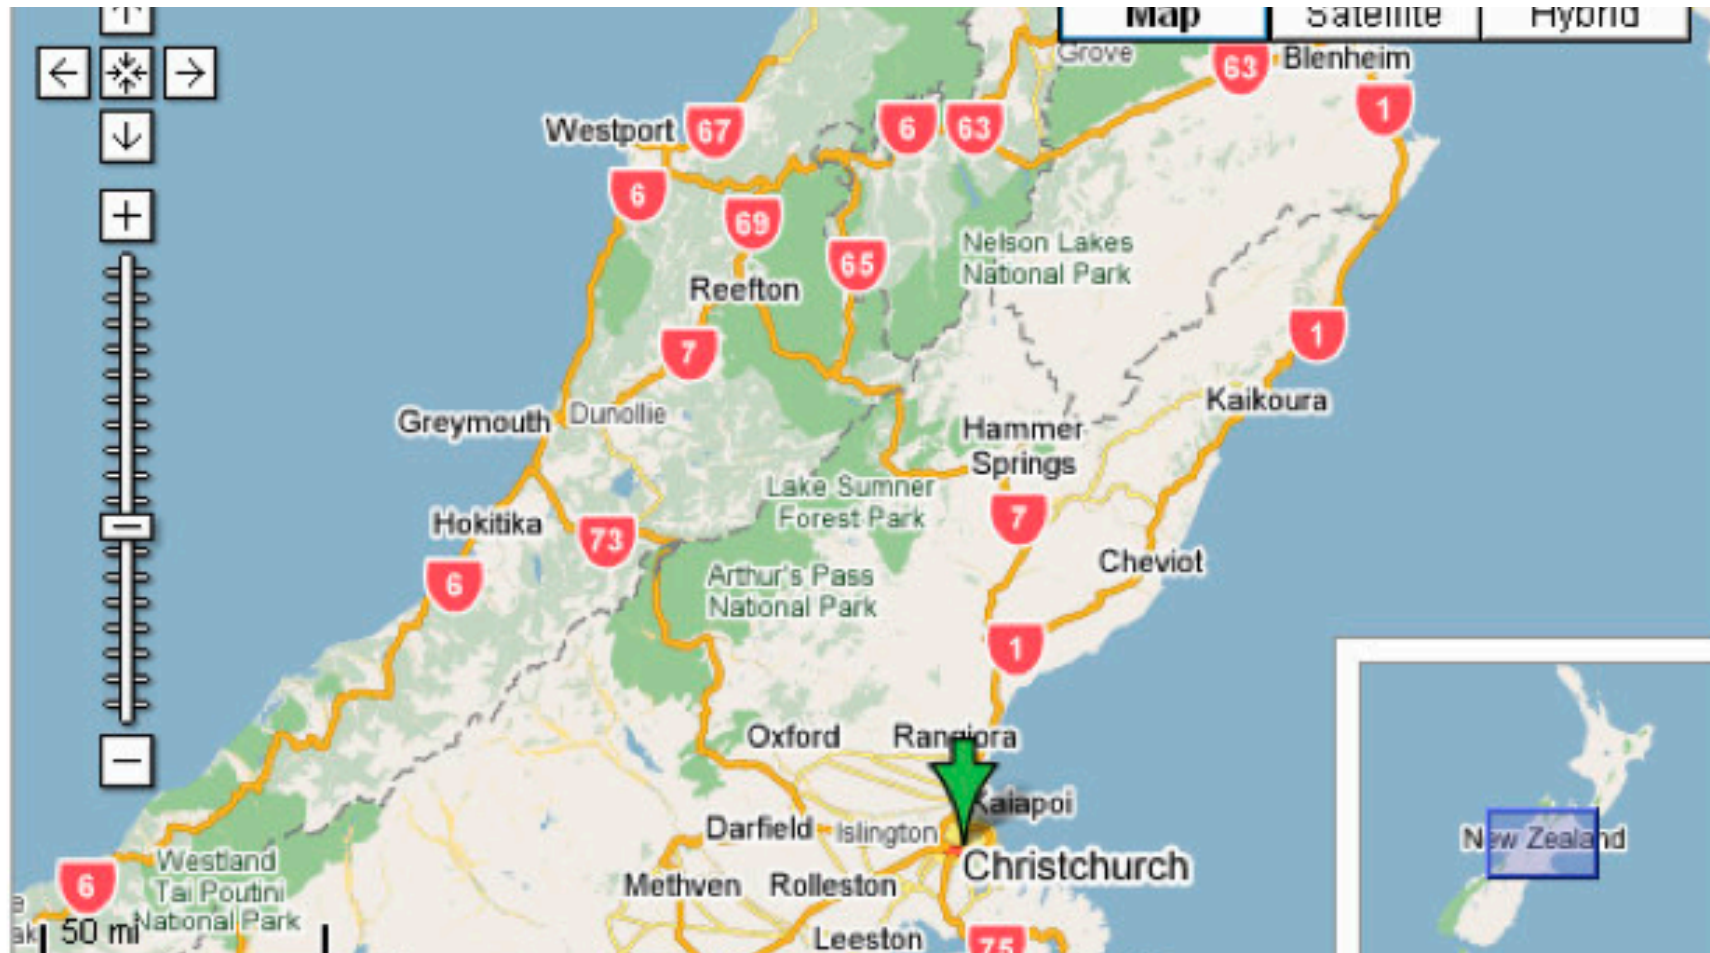 Map
Satellite
Hybrid
Grove
63
Blenheim
1
Westport
67
6
63
6
69
65
Nelson Lakes
National Park
Reefton
7
1
Greymouth
Dunollie
Kaikoura
Hammer
Springs
Lake Sumner
Forest Park
7
Hokitika
73
Cheviot
6
Arthur's Pass
National Park
1
Oxford
Rangiora
Kaiapoi
Darfield
Islington
New Zealand
Christchurch
Westland
Tai Poutini
National Park
6
Methven
Rolleston
50 mi
Leeston
75